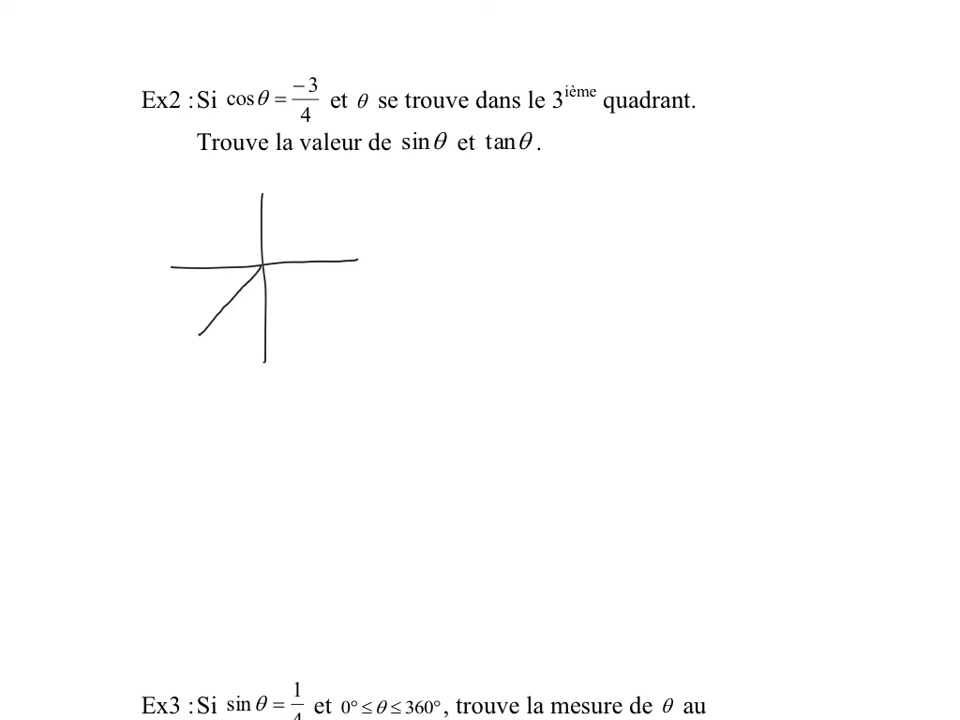 Ex2 : Si cos θ = -3/4 et θ se trouve dans le 3ième quadrant.
Trouve la valeur de sin θ et tan θ.
Ex3 : Si sin θ = 1/4 et 0° ≤ θ ≤ 360°, trouve la mesure de θ au